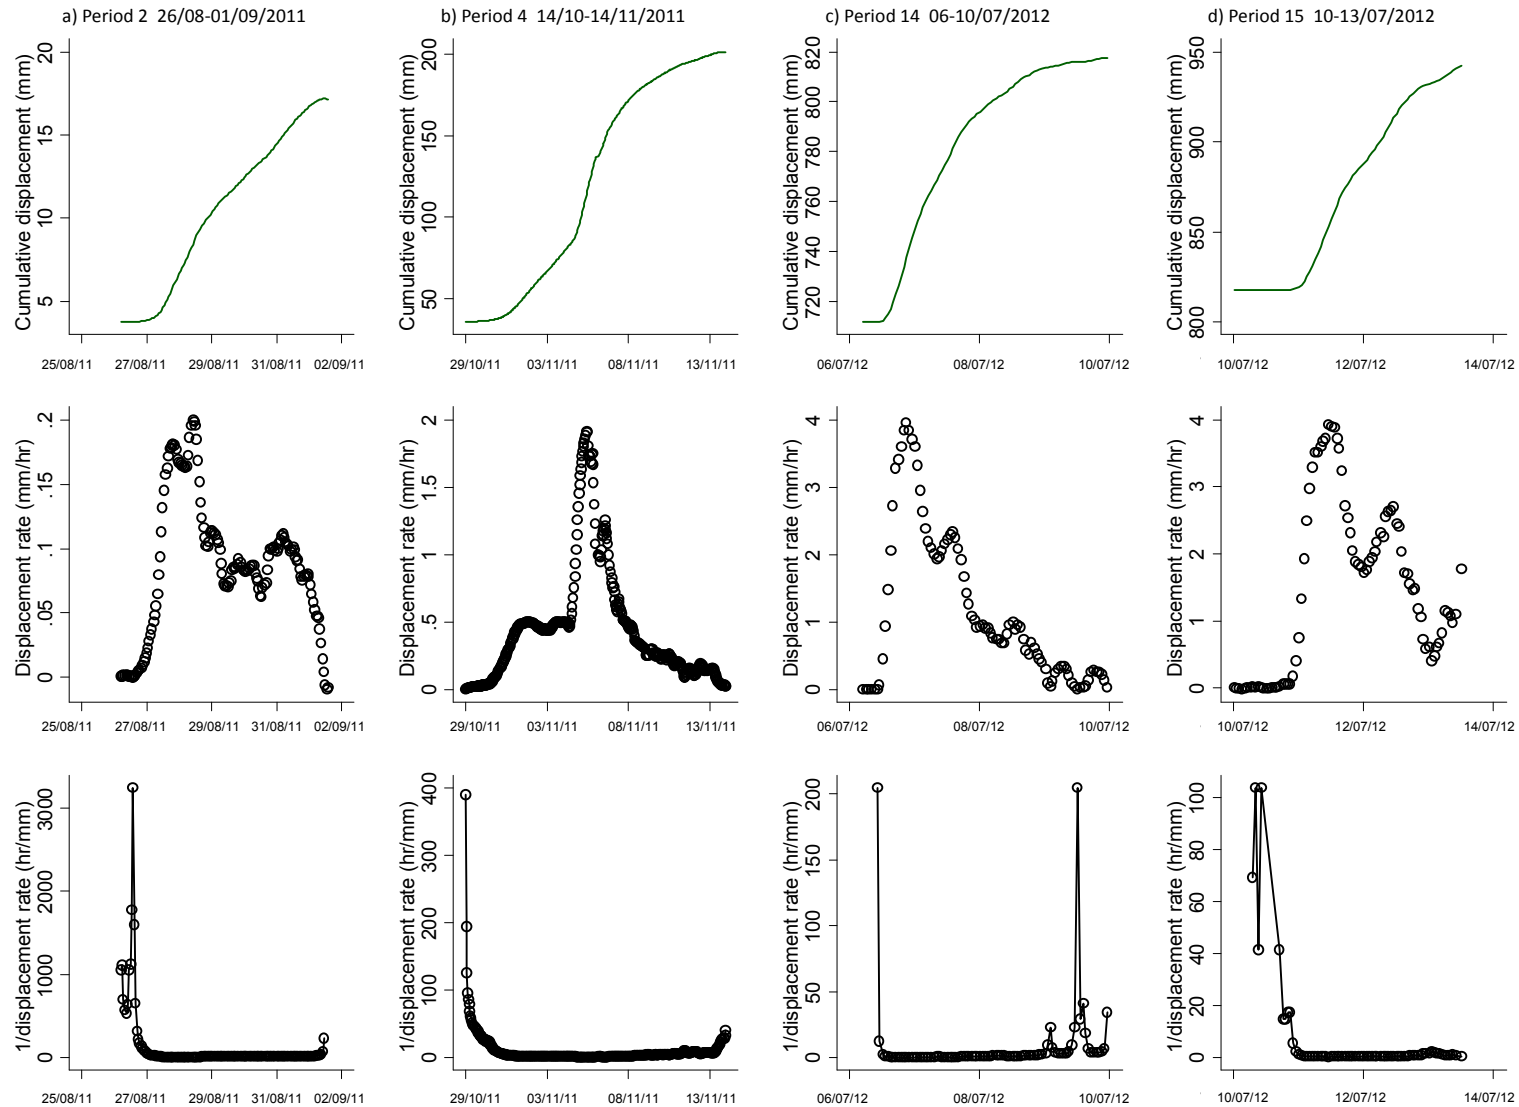 a) Period 2 26/08-01/09/2011
b) Period 4 14/10-14/11/2011
c) Period 14 06-10/07/2012
d) Period 15 10-13/07/2012
Cumulative displacement (mm)
20
15
10
5
25/08/11 27/08/11 29/08/11 31/08/11 02/09/11
Cumulative displacement (mm)
200
150
100
50
29/10/11 03/11/11 08/11/11 13/11/11
Cumulative displacement (mm)
820
800
780
760
740
720
06/07/12 08/07/12 10/07/12
Cumulative displacement (mm)
950
900
850
800
10/07/12 12/07/12 14/07/12
Displacement rate (mm/hr)
.2
.15
.1
.05
0
25/08/11 27/08/11 29/08/11 31/08/11 02/09/11
Displacement rate (mm/hr)
2
1.5
1
.5
0
29/10/11 03/11/11 08/11/11 13/11/11
Displacement rate (mm/hr)
4
3
2
1
0
06/07/12 08/07/12 10/07/12
Displacement rate (mm/hr)
4
3
2
1
0
10/07/12 12/07/12 14/07/12
1/displacement rate (hr/mm)
3000
2000
1000
0
25/08/11 27/08/11 29/08/11 31/08/11 02/09/11
1/displacement rate (hr/mm)
400
300
200
100
0
29/10/11 03/11/11 08/11/11 13/11/11
1/displacement rate (hr/mm)
200
150
100
50
0
06/07/12 08/07/12 10/07/12
1/displacement rate (hr/mm)
100
80
60
40
20
0
10/07/12 12/07/12 14/07/12